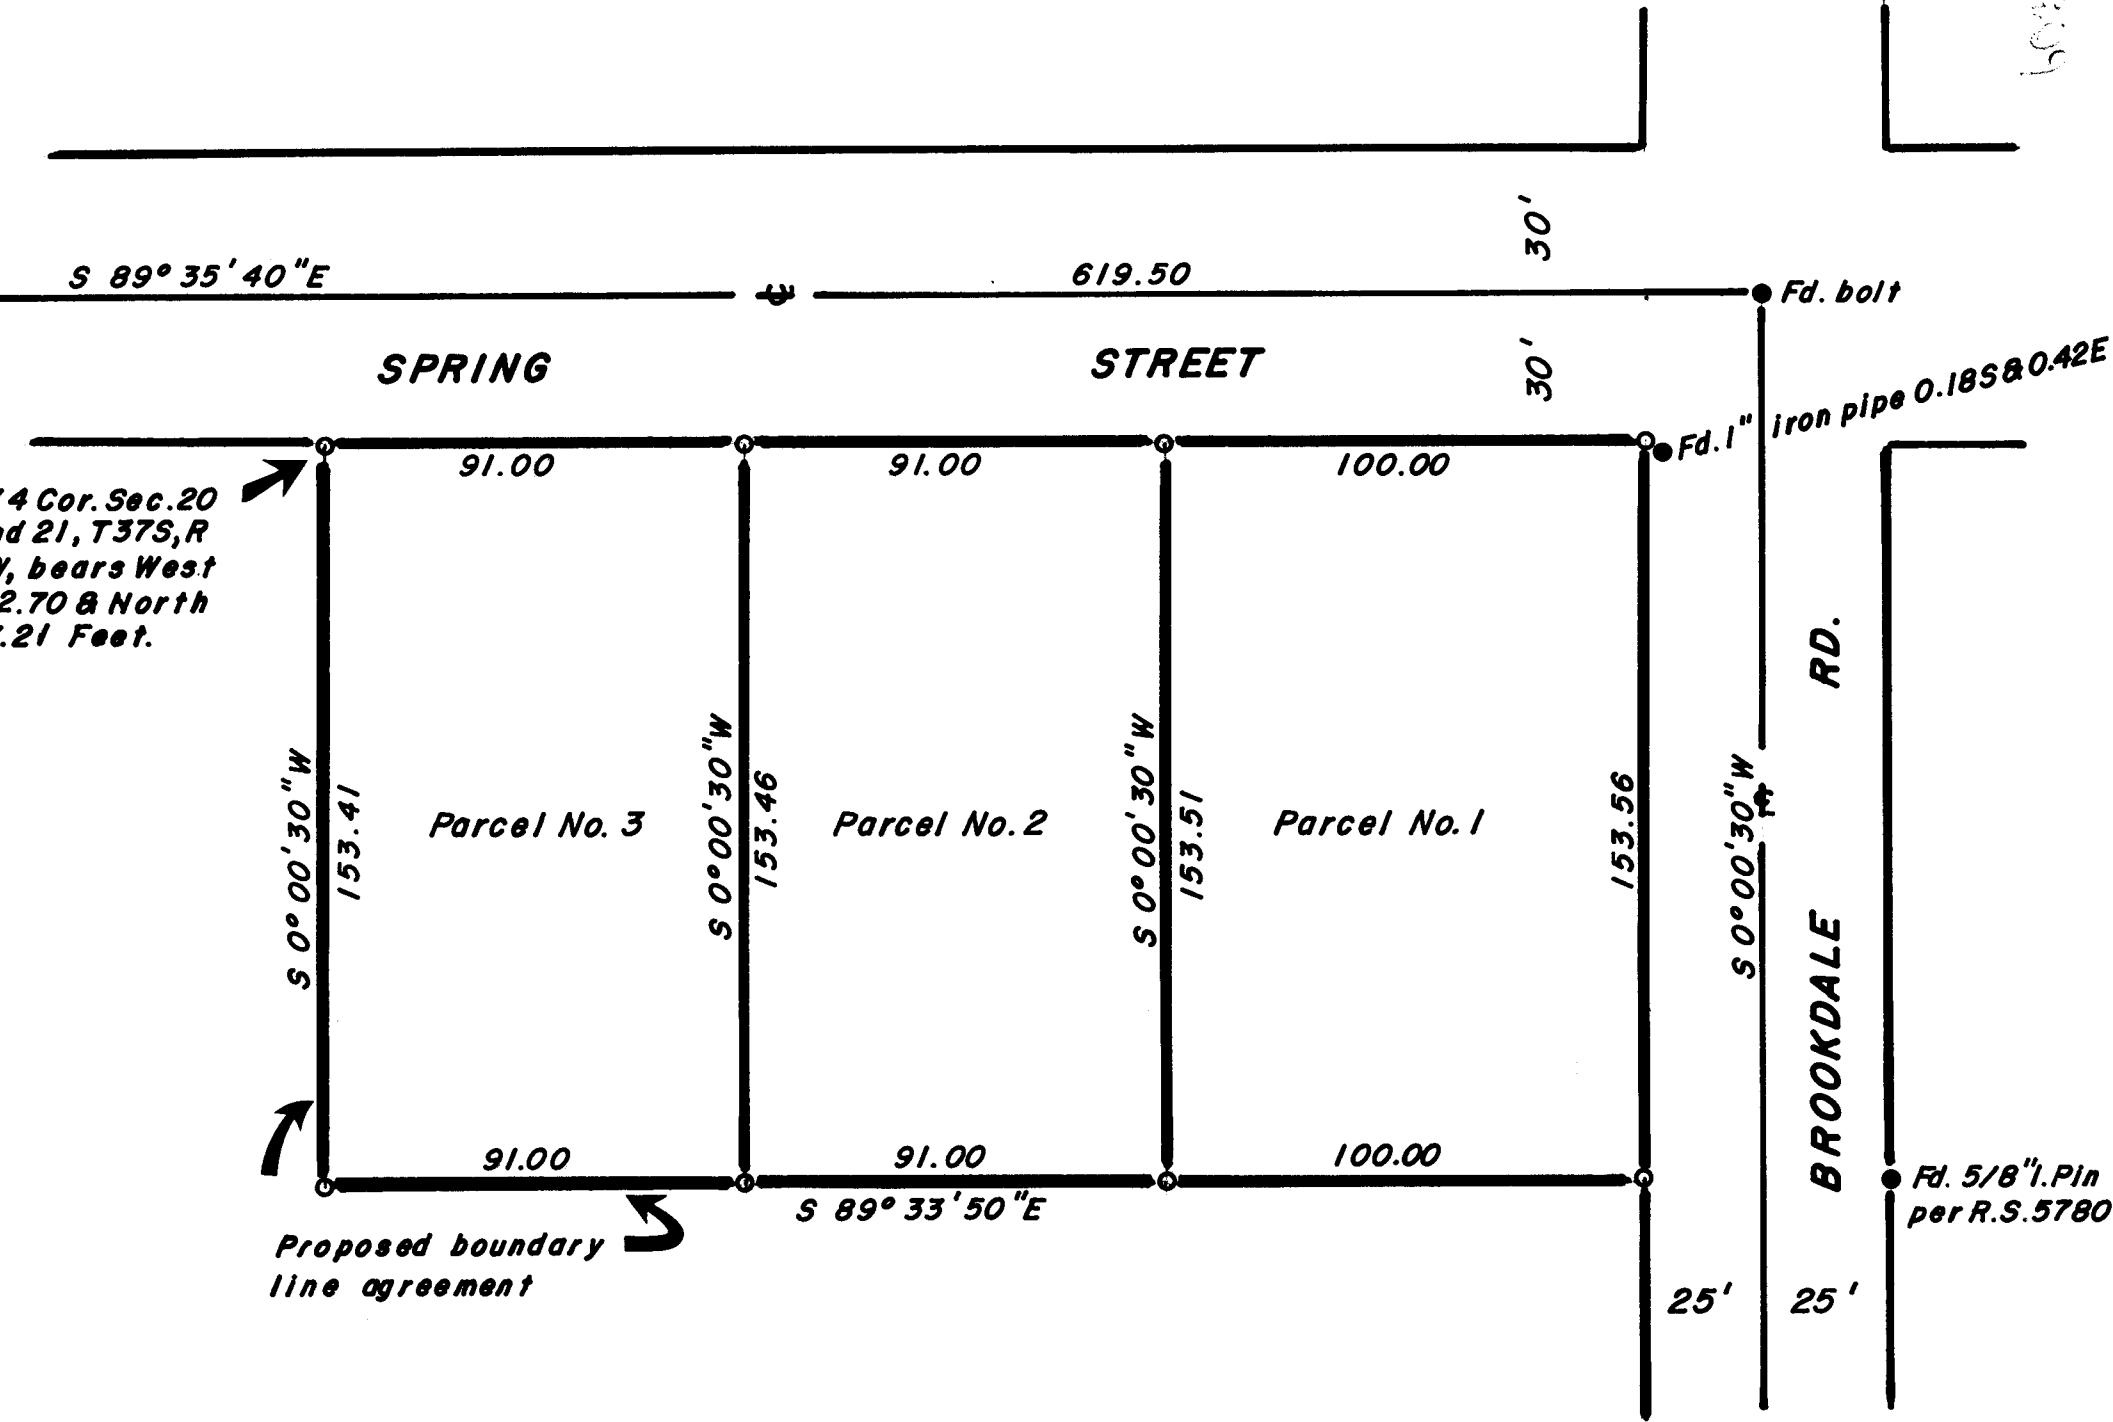 30'
S 89° 35' 40" E
619.50
Fd. bolt
SPRING STREET
30'
Fd. 1" iron pipe 0.18S & 0.42E
91.00
91.00
100.00
4 Cor. Sec. 20
21, T37S, R
bears West
2.70 & North
.21 Feet.
RD.
BROOKDALE
S 0° 00' 30" W
153.41
Parcel No. 3
S 0° 00' 30" W
153.46
Parcel No. 2
S 0° 00' 30" W
153.51
Parcel No. 1
153.56
S 0° 00' 30" W
91.00
91.00
100.00
S 89° 33' 50" E
Fd. 5/8" I. Pin
per R.S. 5780
Proposed boundary
line agreement
25'
25'